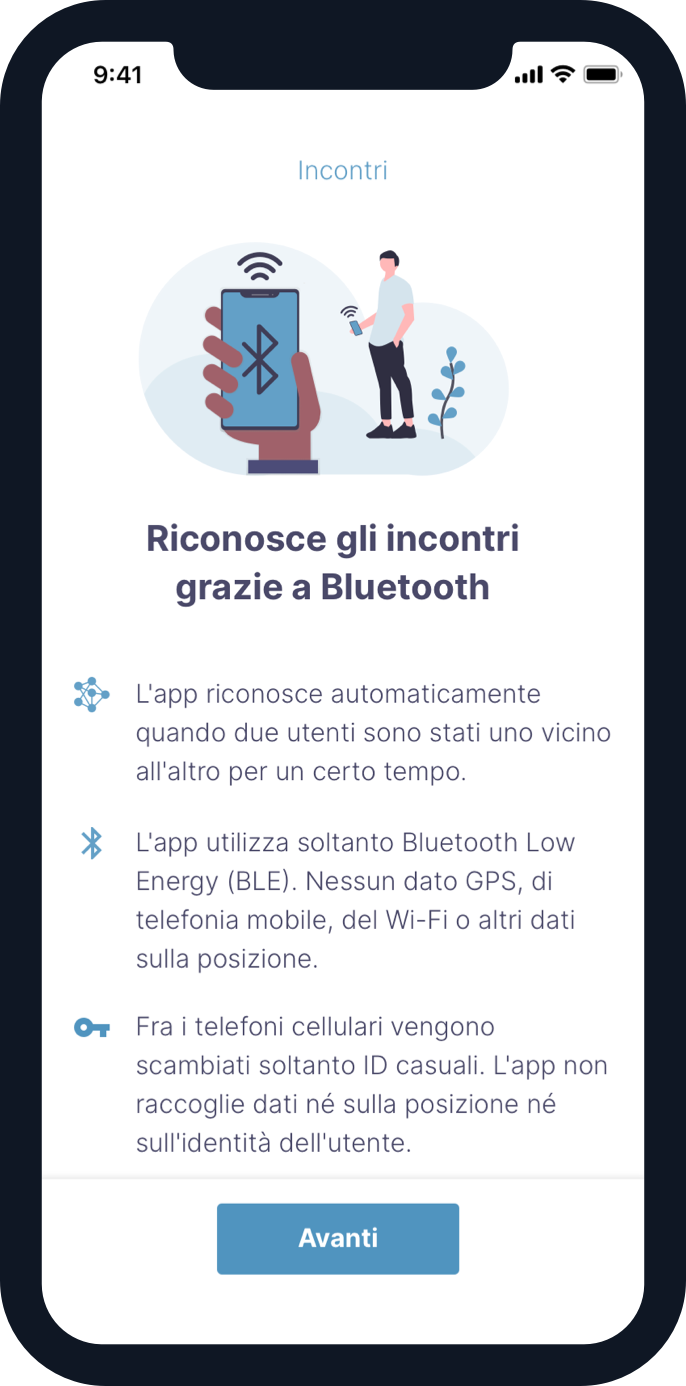 9:41
Incontri
Riconosce gli incontri
grazie a Bluetooth
L'app riconosce automaticamente
quando due utenti sono stati uno vicino
all'altro per un certo tempo.
L'app utilizza soltanto Bluetooth Low
Energy (BLE). Nessun dato GPS, di
telefonia mobile, del Wi-Fi o altri dati
sulla posizione.
Fra i telefoni cellulari vengono
scambiati soltanto ID casuali. L'app non
raccoglie dati né sulla posizione né
sull'identità dell'utente.
Avanti